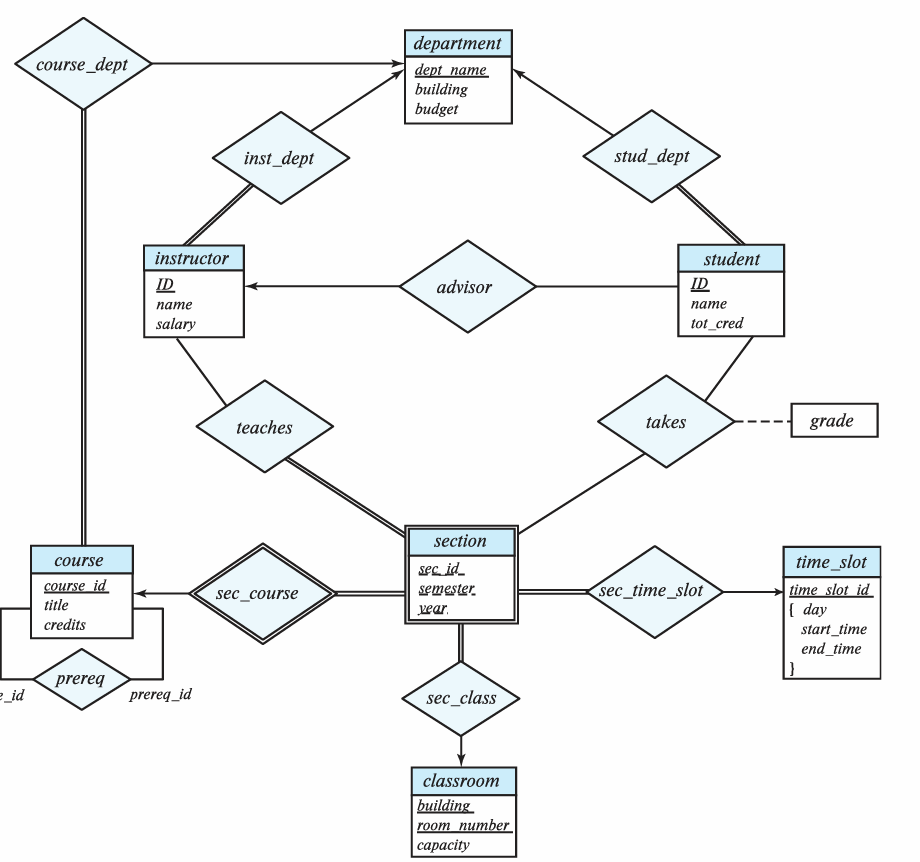 department
course_dept
dept_name
building
budget
inst_dept
stud_dept
instructor
ID
name
salary
advisor
student
ID
name
tot_cred
teaches
takes
grade
section
sec_id
semester
year
course
course_id
title
credits
sec_course
sec_time_slot
time_slot
time_slot_id
{ day
start_time
end_time
}
prereq
e_id
prereq_id
sec_class
classroom
building
room_number
capacity